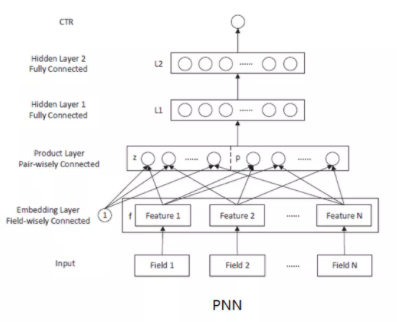 CTR
Hidden Layer 2
Fully Connected
L2
......
Hidden Layer 1
Fully Connected
L1
......
Product Layer
Pair-wisely Connected
z
......
p
......
Embedding Layer
Field-wisely Connected
1
f
Feature 1
Feature 2
......
Feature N
Input
Field 1
Field 2
......
Field N
PNN